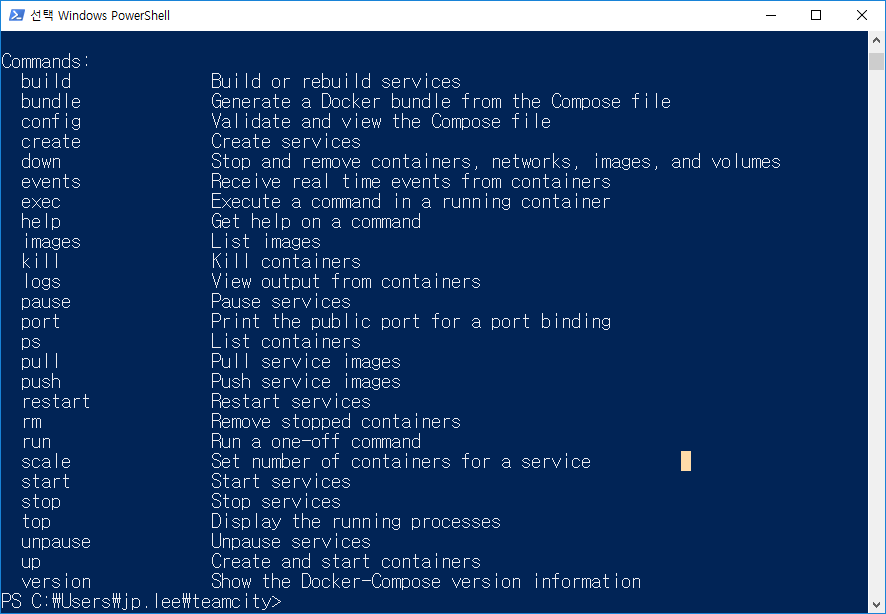 선택 Windows PowerShell
Commands:
  build              Build or rebuild services
  bundle             Generate a Docker bundle from the Compose file
  config             Validate and view the Compose file
  create             Create services
  down               Stop and remove containers, networks, images, and volumes
  events             Receive real time events from containers
  exec               Execute a command in a running container
  help               Get help on a command
  images             List images
  kill               Kill containers
  logs               View output from containers
  pause              Pause services
  port               Print the public port for a port binding
  ps                 List containers
  pull               Pull service images
  push               Push service images
  restart            Restart services
  rm                 Remove stopped containers
  run                Run a one-off command
  scale              Set number of containers for a service
  start              Start services
  stop               Stop services
  top                Display the running processes
  unpause            Unpause services
  up                 Create and start containers
  version            Show the Docker-Compose version information
PS C:₩Users₩jp.lee₩teamcity>